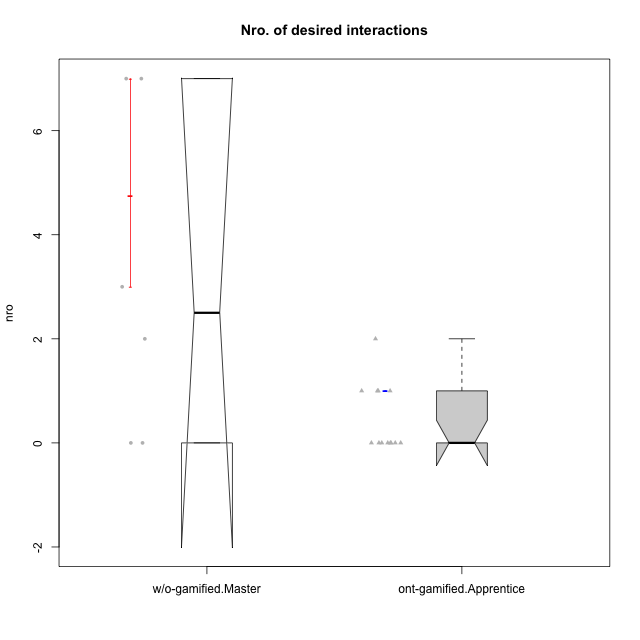 Nro. of desired interactions
nro
6
4
2
0
-2
w/o-gamified.Master
ont-gamified.Apprentice